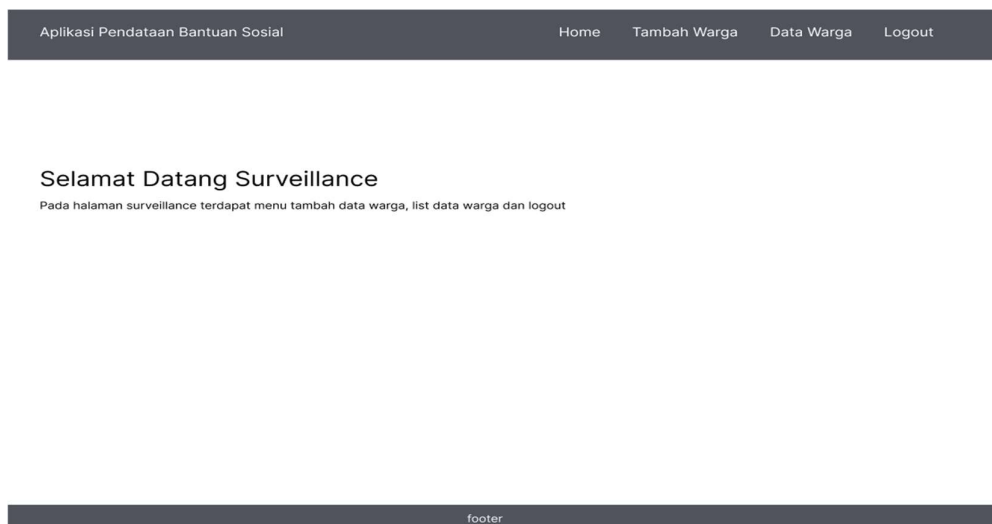 Aplikasi Pendataan Bantuan Sosial Home Tambah Warga Data Warga Logout
Selamat Datang Surveillance
Pada halaman surveillance terdapat menu tambah data warga, list data warga dan logout
footer